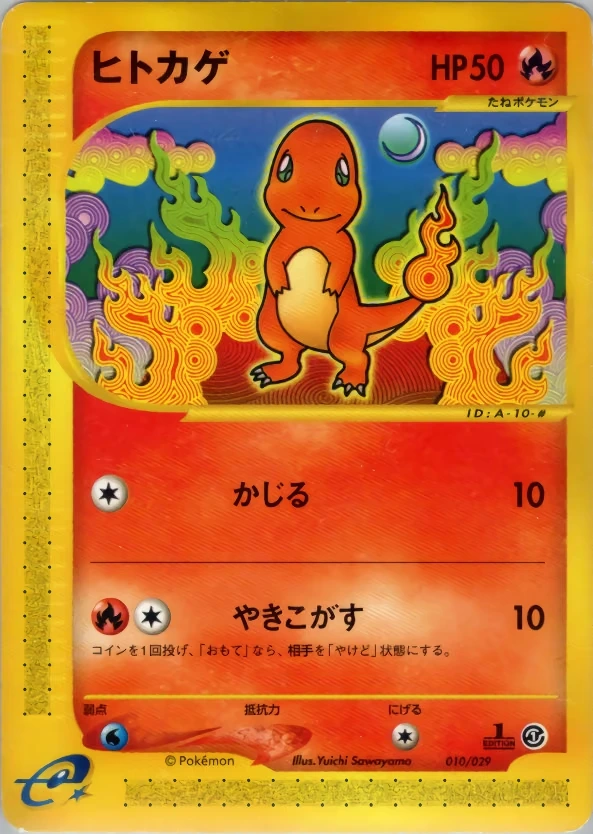 ヒトカゲ HP50
たねポケモン
ID:A-10-#
かじる 10
やきこがす 10
コインを1回投げ、「おもて」なら、相手を「やけど」状態にする。
弱点 抵抗力 にげる
1 EDITION
© Pokémon Illus.Yuichi Sawayama 010/029
e